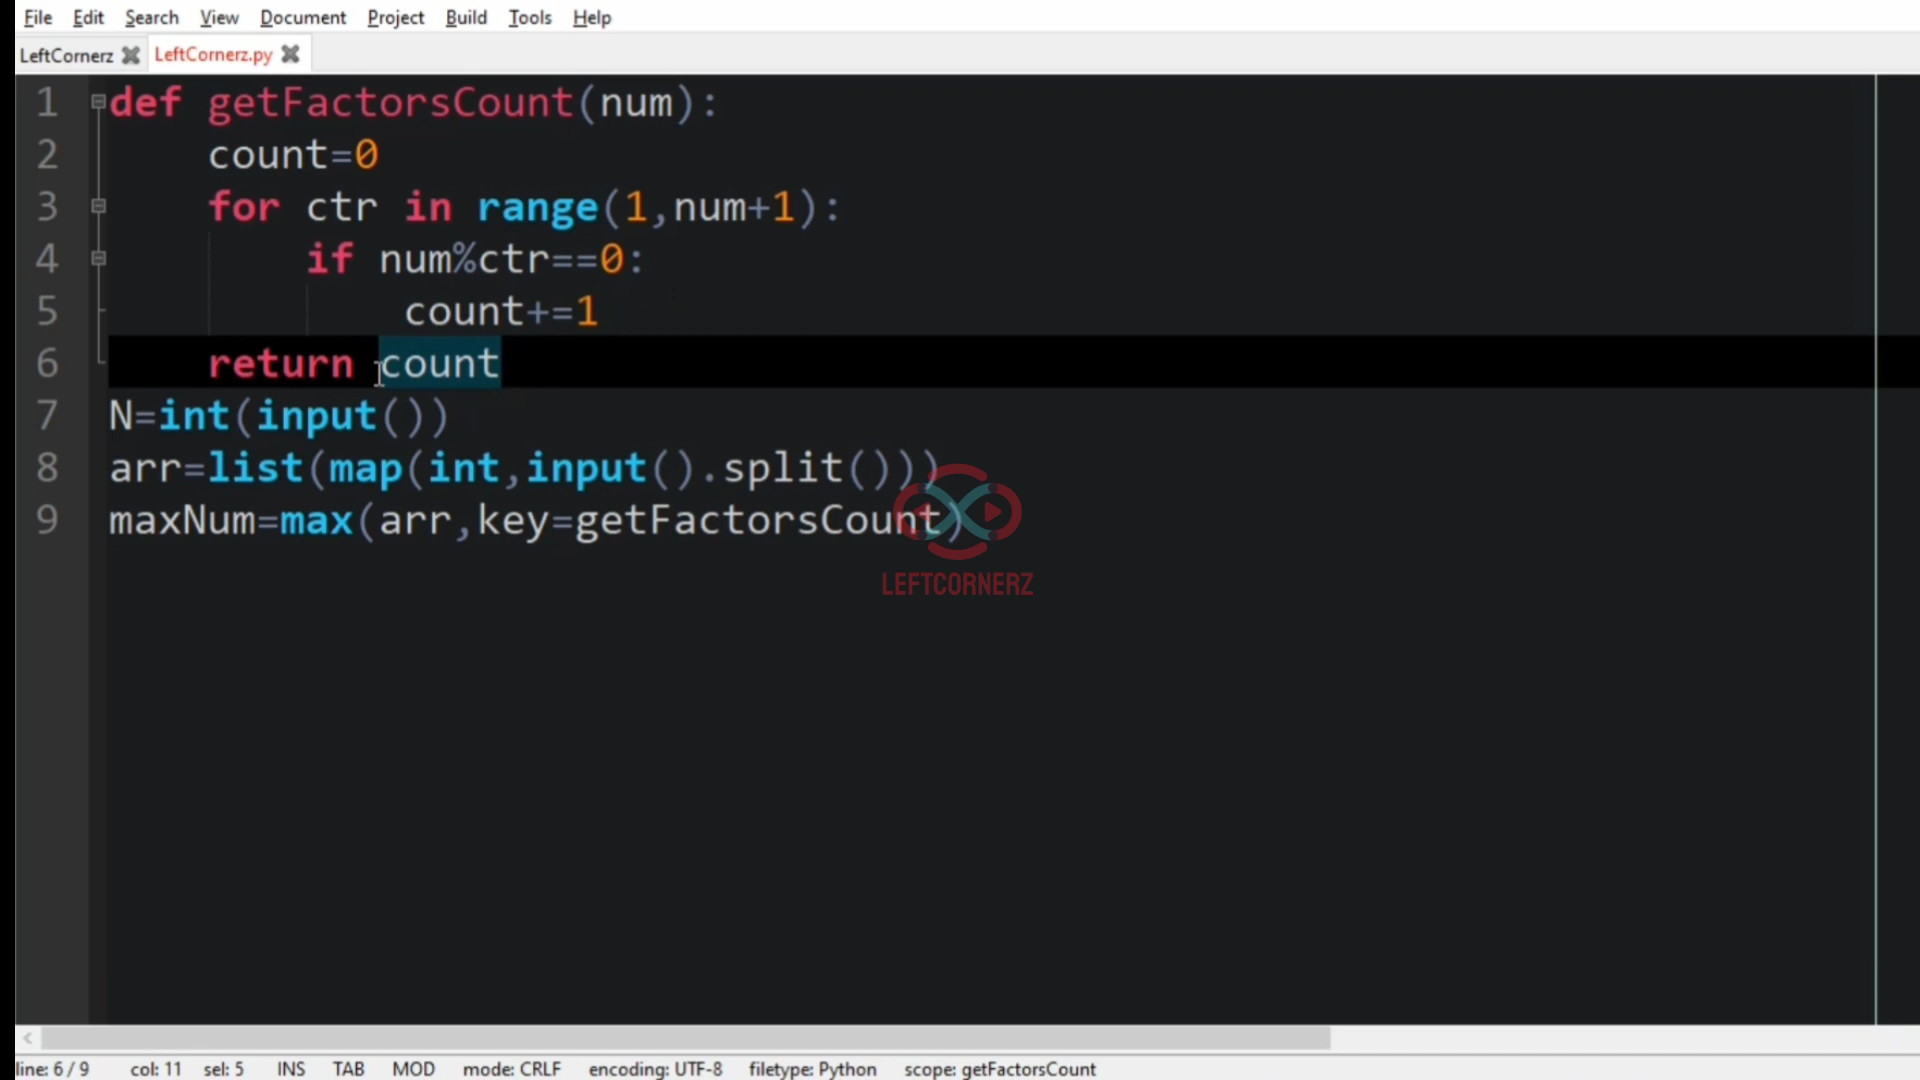 File Edit Search View Document Project Build Tools Help
LeftCornerz LeftCornerz.py
1 def getFactorsCount(num):
2     count=0
3     for ctr in range(1,num+1):
4         if num%ctr==0:
5             count+=1
6     return count
7 N=int(input())
8 arr=list(map(int,input().split()))
9 maxNum=max(arr,key=getFactorsCount)
LEFTCORNERZ
line: 6 / 9 col: 11 sel: 5 INS TAB MOD mode: CRLF encoding: UTF-8 filetype: Python scope: getFactorsCount